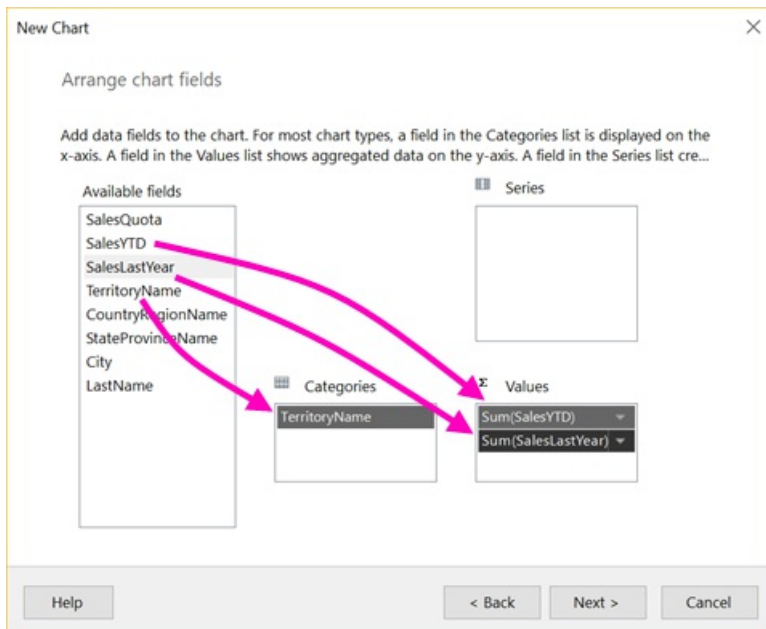 New Chart
Arrange chart fields
Add data fields to the chart. For most chart types, a field in the Categories list is displayed on the
x-axis. A field in the Values list shows aggregated data on the y-axis. A field in the Series list cre...
Available fields
SalesQuota
SalesYTD
SalesLastYear
TerritoryName
CountryRegionName
StateProvinceName
City
LastName
Series
Categories
TerritoryName
Σ Values
Sum(SalesYTD)
Sum(SalesLastYear)
Help
< Back
Next >
Cancel